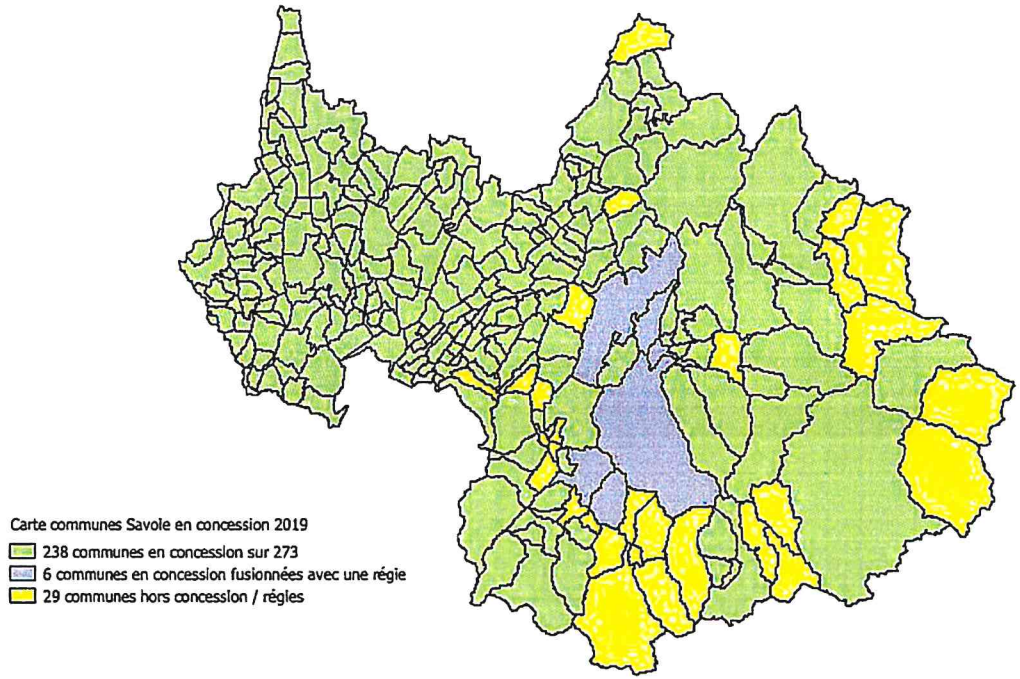 Carte communes Savoie en concession 2019
238 communes en concession sur 273
6 communes en concession fusionnées avec une régie
29 communes hors concession / régies